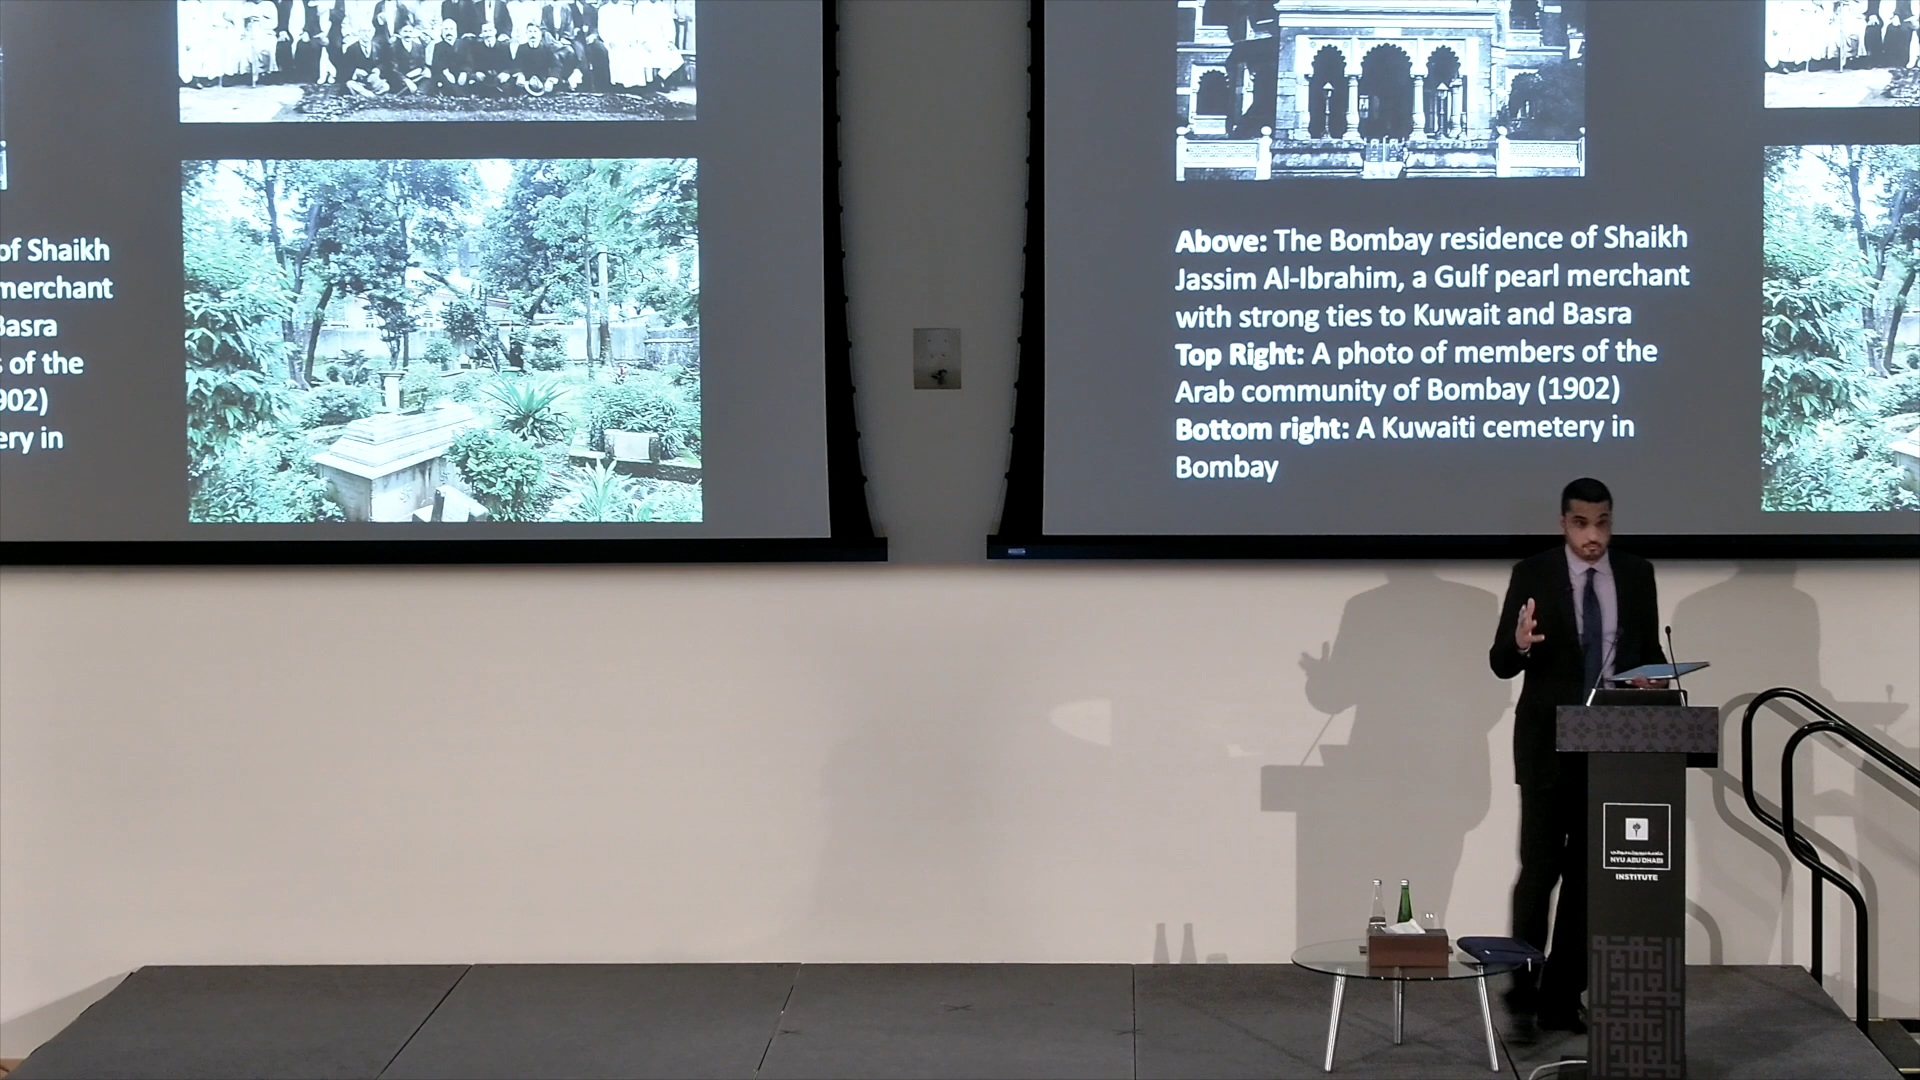 of Shaikh
merchant
Basra
s of the
902)
ery in
Above: The Bombay residence of Shaikh
Jassim Al-Ibrahim, a Gulf pearl merchant
with strong ties to Kuwait and Basra
Top Right: A photo of members of the
Arab community of Bombay (1902)
Bottom right: A Kuwaiti cemetery in
Bombay
NYU ABU DHABI
INSTITUTE